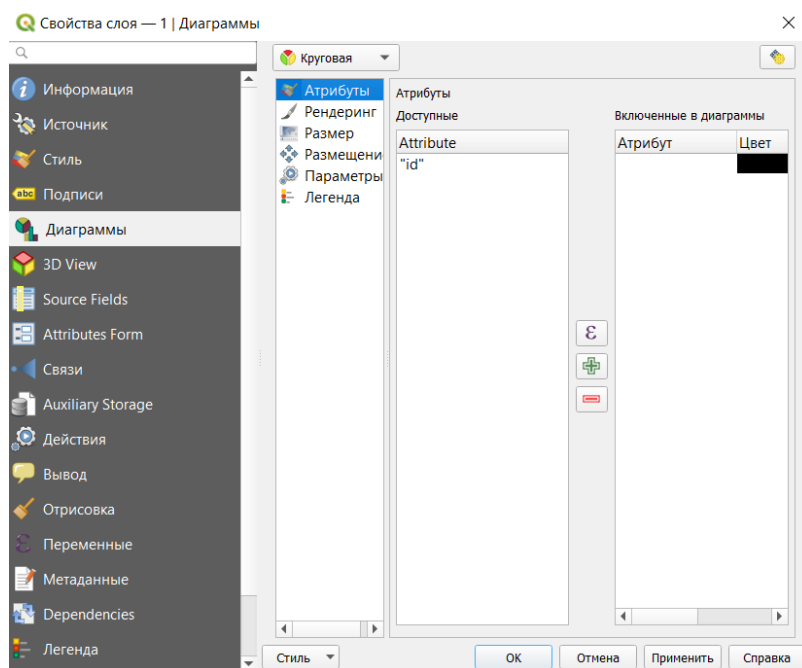 Свойства слоя — 1 | Диаграммы
Информация
Источник
Стиль
abc Подписи
Диаграммы
3D View
Source Fields
Attributes Form
Связи
Auxiliary Storage
Действия
Вывод
Отрисовка
Переменные
Метаданные
Dependencies
Легенда
Круговая
Атрибуты
Рендеринг
Размер
Размещени
Параметры
Легенда
Атрибуты
Доступные
Attribute
"id"
ε
Включенные в диаграммы
Атрибут Цвет
Стиль
ОК Отмена Применить Справка